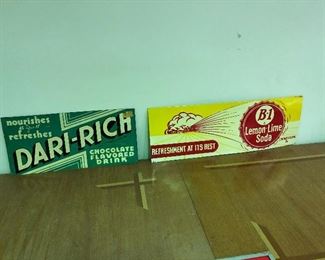 nourishes
refreshes
DARI-RICH
CHOCOLATE
FLAVORED
DRINK
B-1
Lemon-Lime
Soda
REFRESHMENT AT ITS BEST